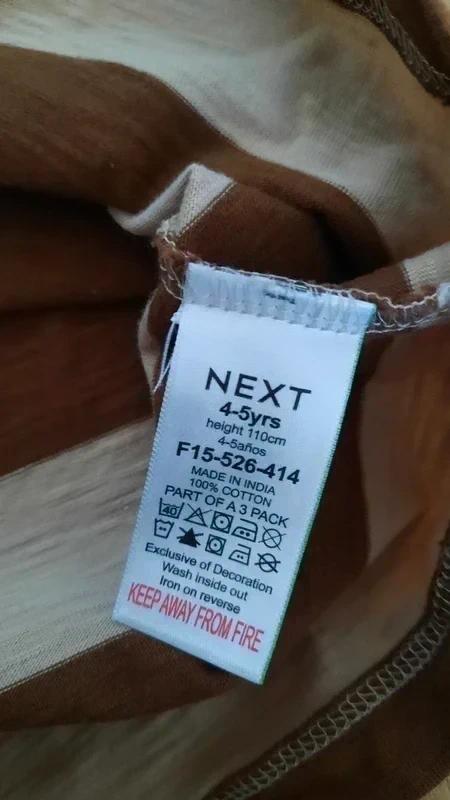 NEXT
4-5yrs
height 110cm
4-5años
F15-526-414
MADE IN INDIA
100% COTTON
PART OF A 3 PACK
40
Exclusive of Decoration
Wash inside out
Iron on reverse
KEEP AWAY FROM FIRE